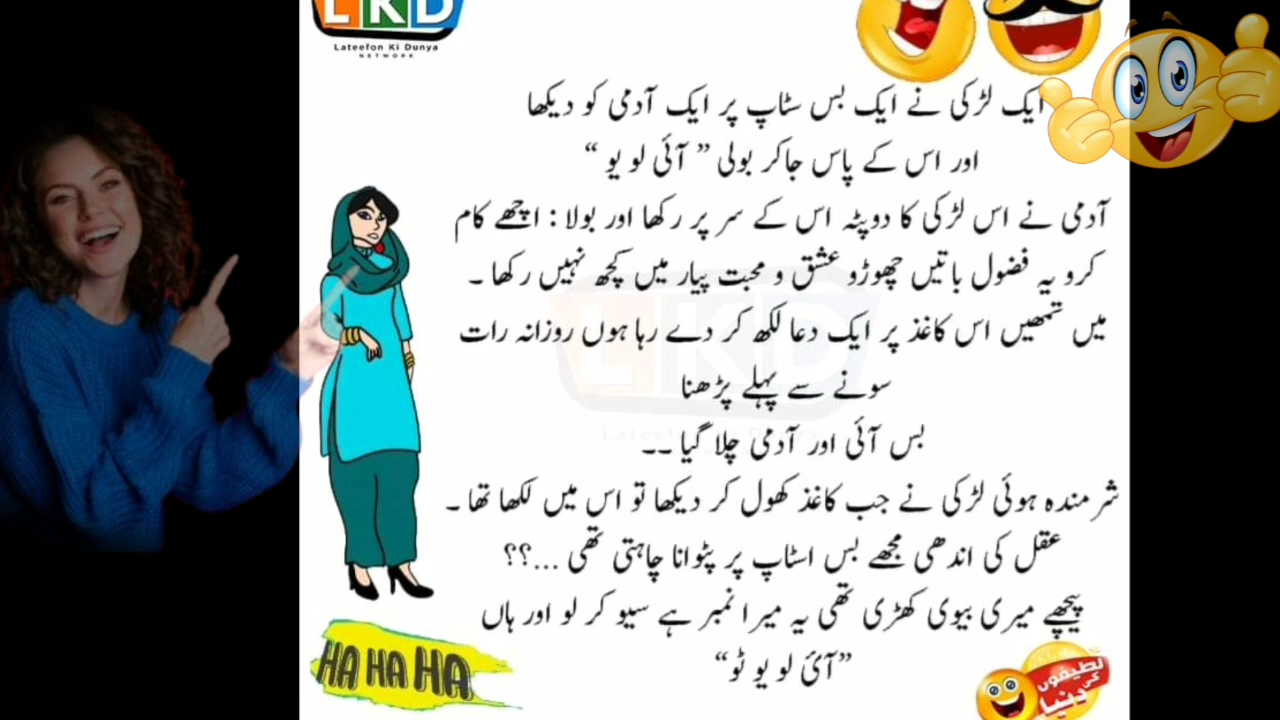 LKD
Lateefon Ki Dunya
NETWORK
ایک لڑکی نے ایک بس سٹاپ پر ایک آدمی کو دیکھا
اور اس کے پاس جاکر بولی ” آئی لو یو “
آدمی نے اس لڑکی کا دوپٹہ اس کے سر پر رکھا اور بولا : اچھے کام
کرو یہ فضول باتیں چھوڑو عشق و محبت پیار میں کچھ نہیں رکھا ۔
میں تمھیں اس کاغذ پر ایک دعا لکھ کر دے رہا ہوں روزانہ رات
سونے سے پہلے پڑھنا
بس آئی اور آدمی چلا گیا ۔۔
شرمندہ ہوئی لڑکی نے جب کاغذ کھول کر دیکھا تو اس میں لکھا تھا ۔
عقل کی اندھی مجھے بس اسٹاپ پر پٹوانا چاہتی تھی ...؟؟
پیچھے میری بیوی کھڑی تھی یہ میرا نمبر ہے سیو کر لو اور ہاں
”آئ لو یو ٹو“
HA HA HA
لطیفوں
کی
دنیا